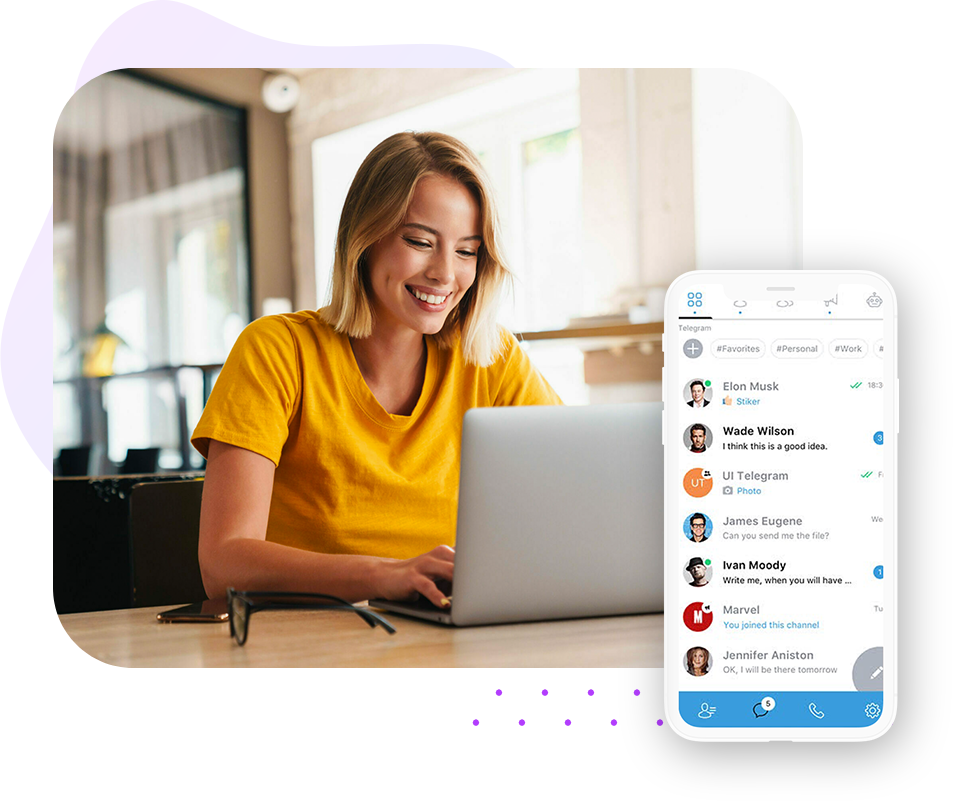 Telegram
#Favorites #Personal #Work #
Elon Musk 18:3
Stiker
Wade Wilson
I think this is a good idea. 3
UI Telegram F
UT
Photo
James Eugene We
Can you send me the file?
Ivan Moody
Write me, when you will have ... 1
Marvel Tu
M
You joined this channel
Jennifer Aniston
OK, I will be there tomorrow
5